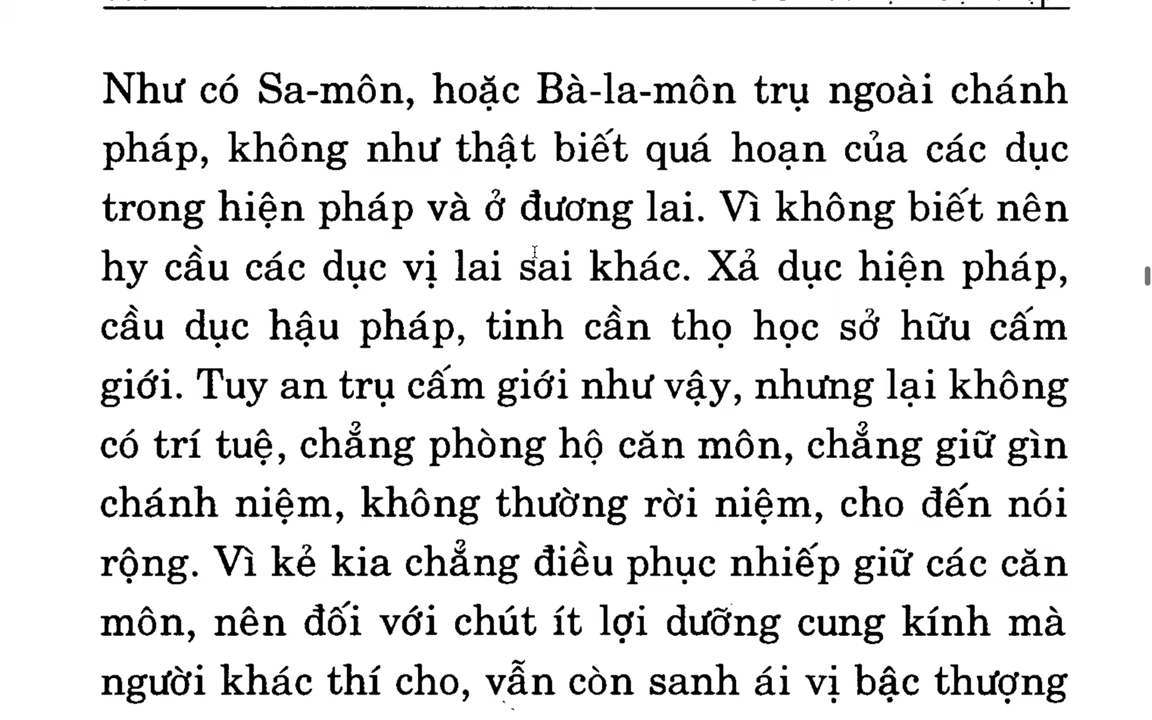 Như có Sa-môn, hoặc Bà-la-môn trụ ngoài chánh
pháp, không như thật biết quá hoạn của các dục
trong hiện pháp và ở đương lai. Vì không biết nên
hy cầu các dục vị lai sai khác. Xả dục hiện pháp,
cầu dục hậu pháp, tinh cần thọ học sở hữu cấm
giới. Tuy an trụ cấm giới như vậy, nhưng lại không
có trí tuệ, chẳng phòng hộ căn môn, chẳng giữ gìn
chánh niệm, không thường rời niệm, cho đến nói
rộng. Vì kẻ kia chẳng điều phục nhiếp giữ các căn
môn, nên đối với chút ít lợi dưỡng cung kính mà
người khác thí cho, vẫn còn sanh ái vị bậc thượng